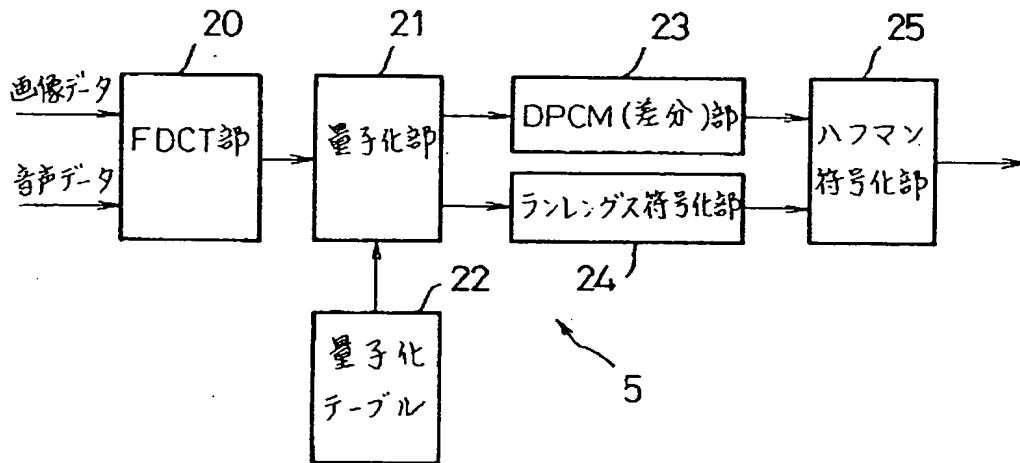 20
21
23
25
画像データ
音声データ
FDCT部
量子化部
DPCM(差分)部
ランレングス符号化部
ハフマン
符号化部
22
24
量子化
テーブル
5